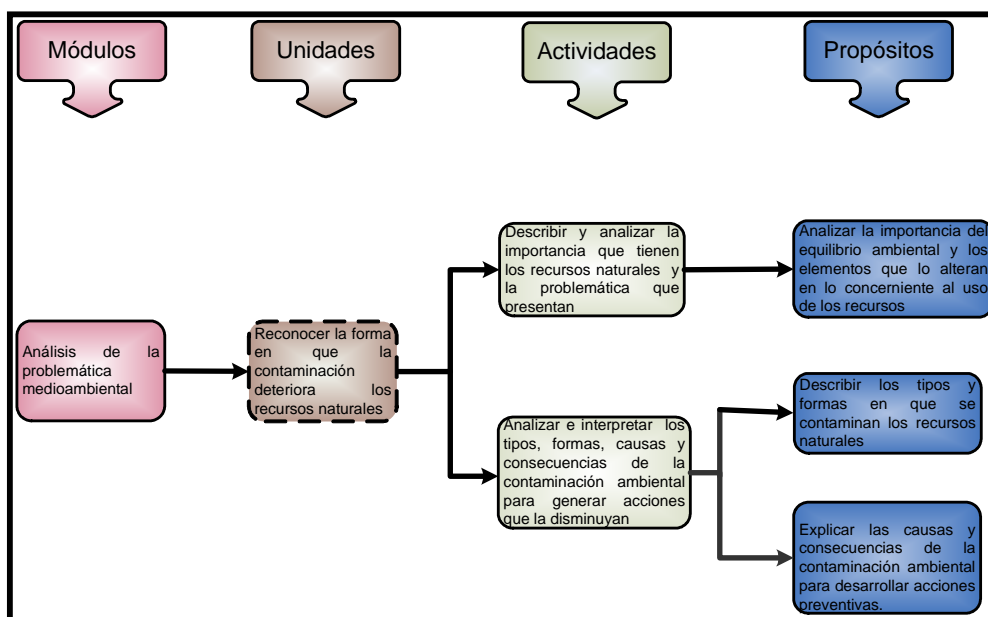 Módulos
Unidades
Actividades
Propósitos
Análisis de la
problemática
medioambiental
Reconocer la forma
en que la
contaminación
deteriora los
recursos naturales
Describir y analizar la
importancia que tienen
los recursos naturales y
la problemática que
presentan
Analizar la importancia del
equilibrio ambiental y los
elementos que lo alteran
en lo concerniente al uso
de los recursos
Analizar e interpretar los
tipos, formas, causas y
consecuencias de la
contaminación ambiental
para generar acciones
que la disminuyan
Describir los tipos y
formas en que se
contaminan los recursos
naturales
Explicar las causas y
consecuencias de la
contaminación ambiental
para desarrollar acciones
preventivas.